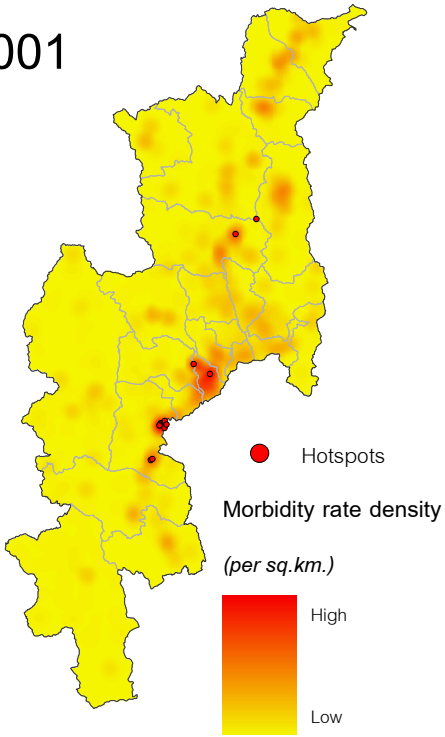 001
Hotspots
Morbidity rate density
(per sq.km.)
High
Low